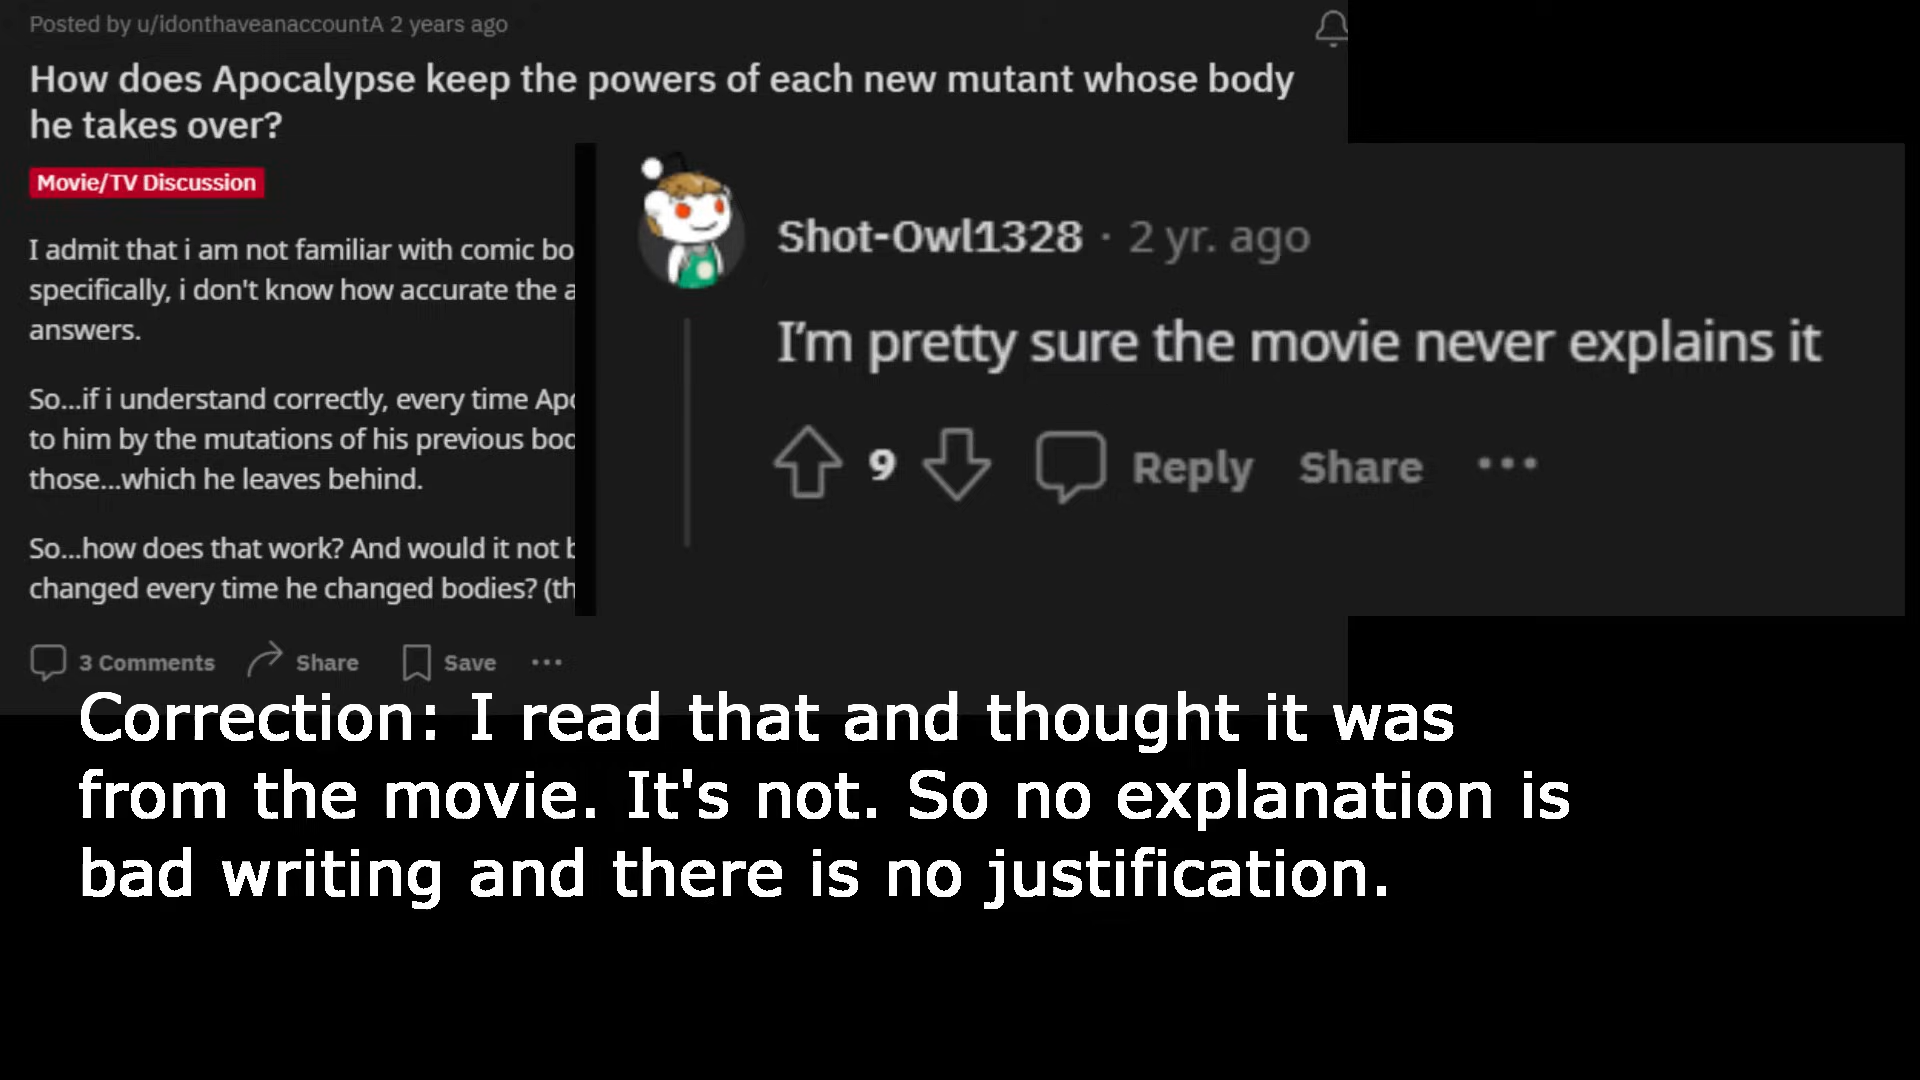 Posted by u/idonthaveanaccountA 2 years ago
How does Apocalypse keep the powers of each new mutant whose body
he takes over?
Movie/TV Discussion
I admit that i am not familiar with comic bo
specifically, i don't know how accurate the a
answers.
So...if i understand correctly, every time Apo
to him by the mutations of his previous bod
those...which he leaves behind.
So...how does that work? And would it not b
changed every time he changed bodies? (th
3 Comments Share Save ...
Shot-Owl1328 · 2 yr. ago
I'm pretty sure the movie never explains it
9 Reply Share ...
Correction: I read that and thought it was
from the movie. It's not. So no explanation is
bad writing and there is no justification.